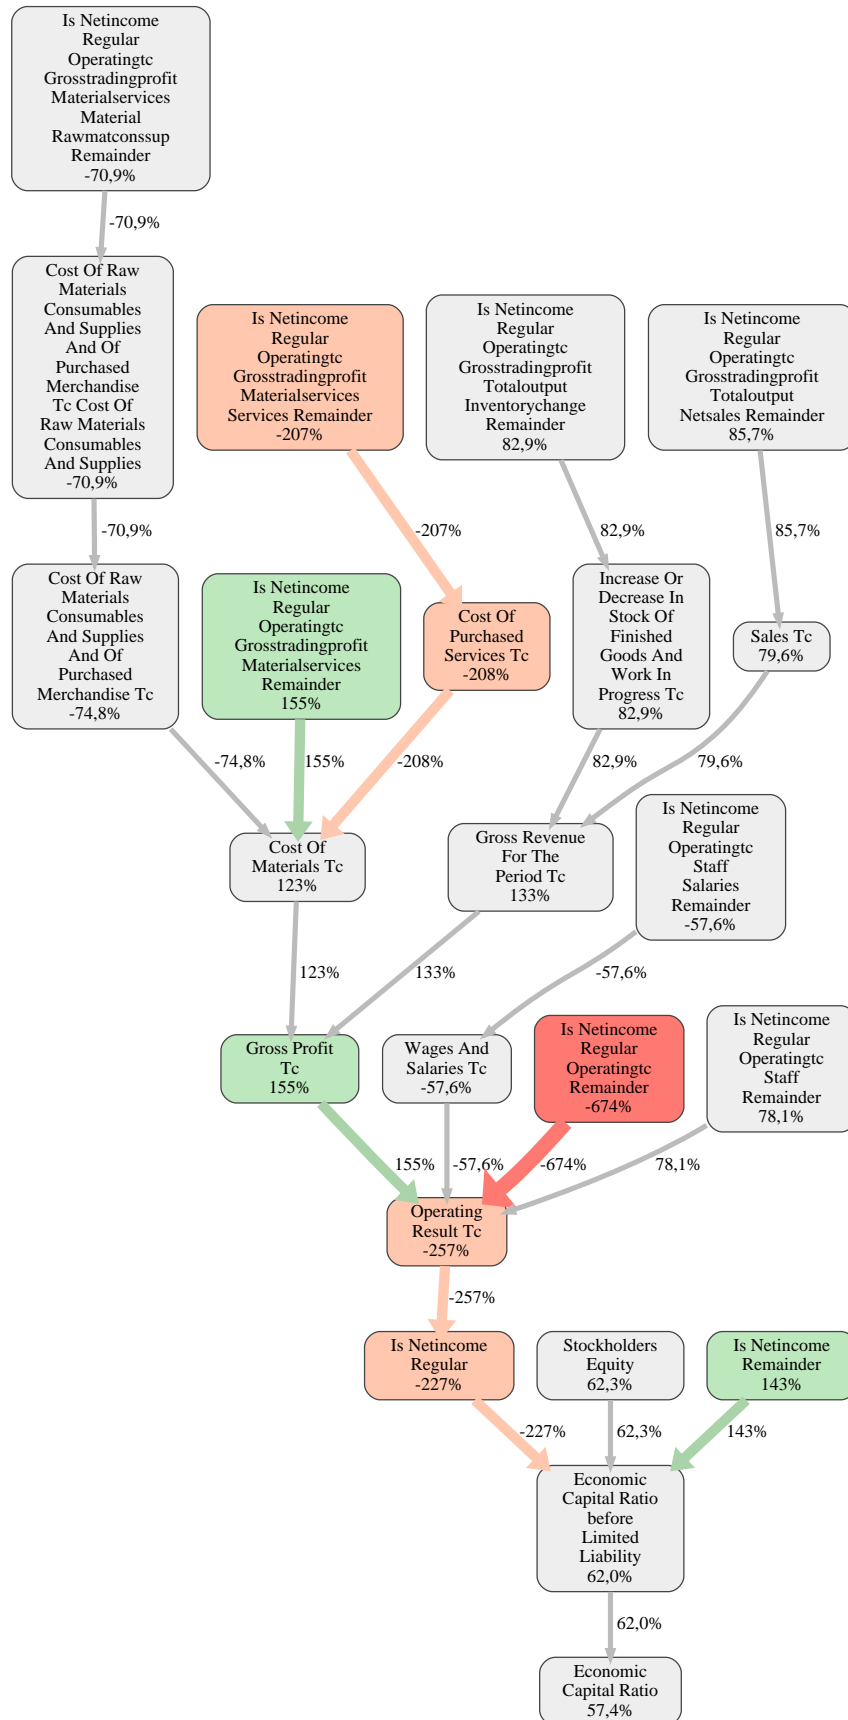 Is Netincome
Regular
Operatingtc
Grosstradingprofit
Materialservices
Material
Rawmatconssup
Remainder
-70,9%
-70,9%
Cost Of Raw
Materials
Consumables
And Supplies
And Of
Purchased
Merchandise
Tc Cost Of
Raw Materials
Consumables
And Supplies
-70,9%
Is Netincome
Regular
Operatingtc
Grosstradingprofit
Materialservices
Services Remainder
-207%
Is Netincome
Regular
Operatingtc
Grosstradingprofit
Totaloutput
Inventorychange
Remainder
82,9%
Is Netincome
Regular
Operatingtc
Grosstradingprofit
Totaloutput
Netsales Remainder
85,7%
-70,9%
-207%
82,9%
85,7%
Cost Of Raw
Materials
Consumables
And Supplies
And Of
Purchased
Merchandise Tc
-74,8%
Is Netincome
Regular
Operatingtc
Grosstradingprofit
Materialservices
Remainder
155%
Cost Of
Purchased
Services Tc
-208%
Increase Or
Decrease In
Stock Of
Finished
Goods And
Work In
Progress Tc
82,9%
Sales Tc
79,6%
-74,8%
155%
-208%
82,9%
79,6%
Cost Of
Materials Tc
123%
Gross Revenue
For The
Period Tc
133%
Is Netincome
Regular
Operatingtc
Staff
Salaries
Remainder
-57,6%
123%
133%
-57,6%
Gross Profit
Tc
155%
Wages And
Salaries Tc
-57,6%
Is Netincome
Regular
Operatingtc
Remainder
-674%
Is Netincome
Regular
Operatingtc
Staff
Remainder
78,1%
155%
-57,6%
-674%
78,1%
Operating
Result Tc
-257%
-257%
Is Netincome
Regular
-227%
Stockholders
Equity
62,3%
Is Netincome
Remainder
143%
-227%
62,3%
143%
Economic
Capital Ratio
before
Limited
Liability
62,0%
62,0%
Economic
Capital Ratio
57,4%